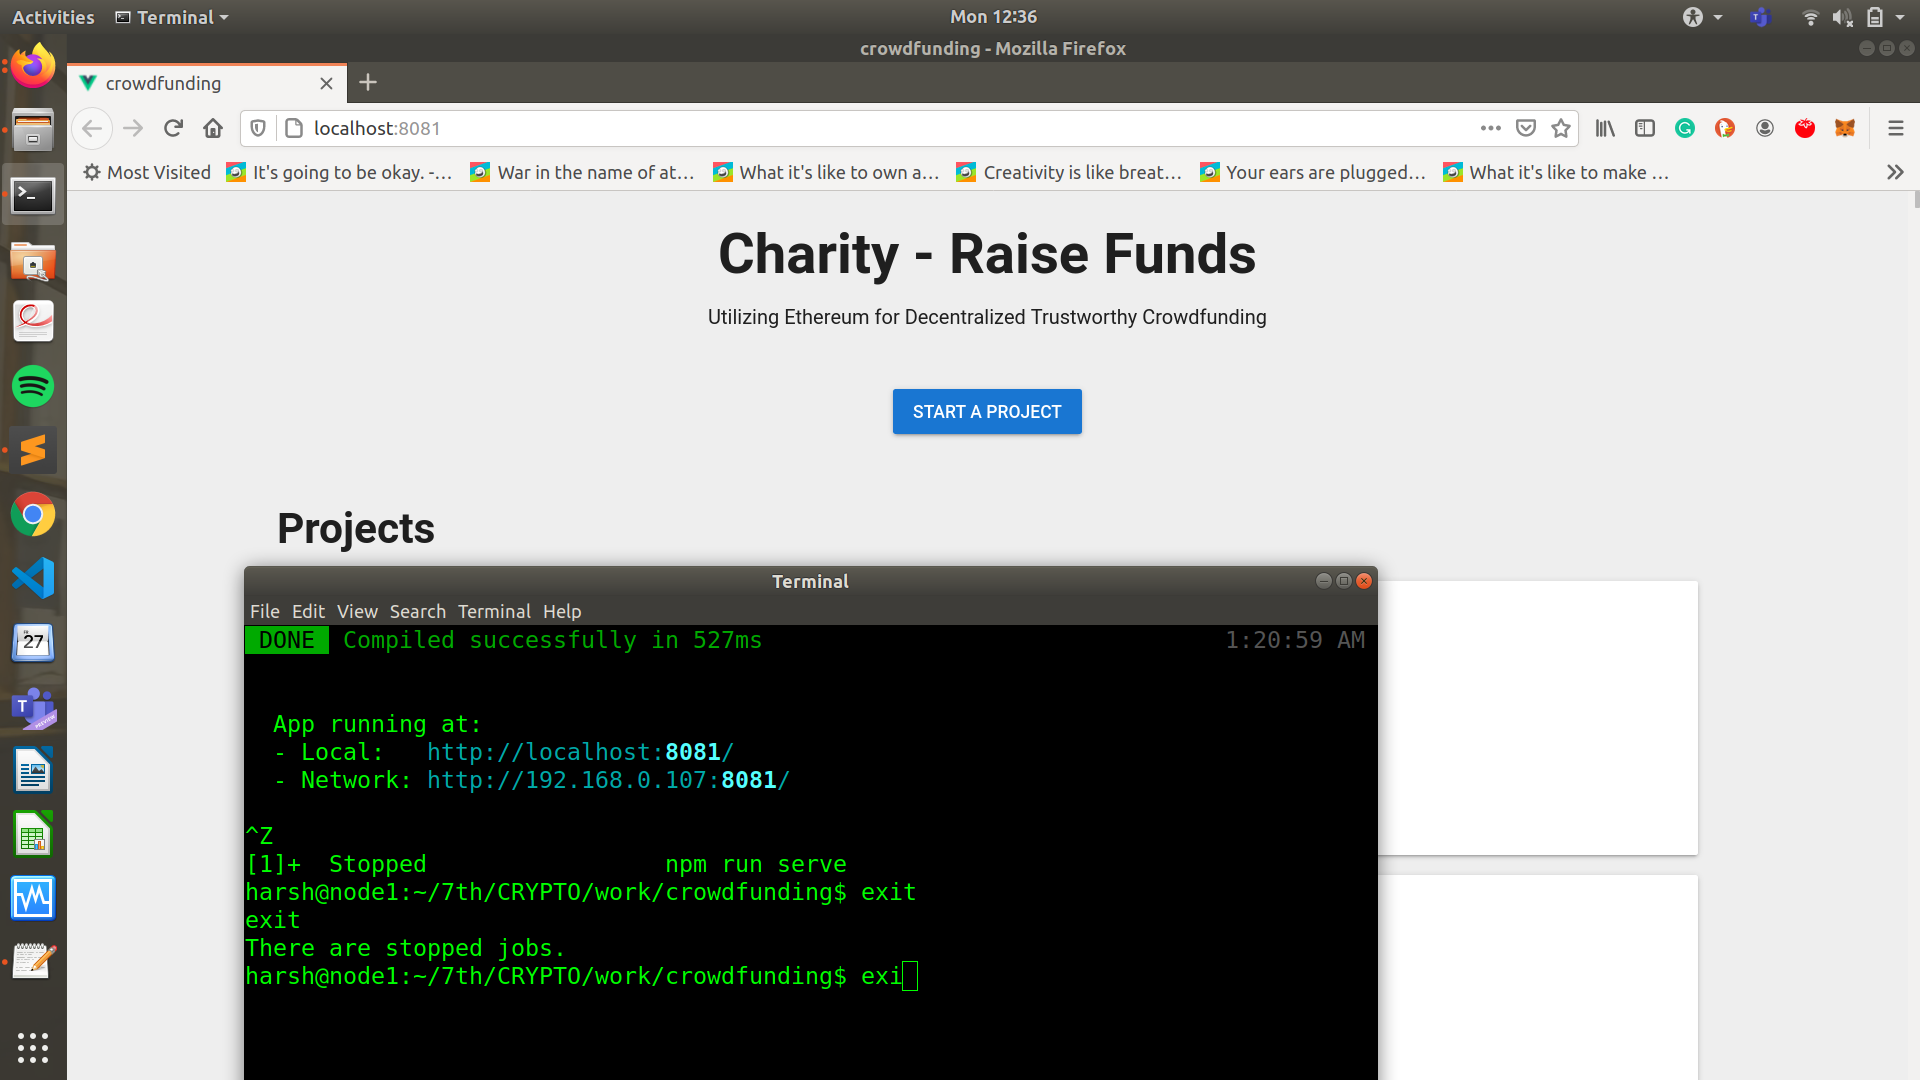 Activities Terminal Mon 12:36
crowdfunding - Mozilla Firefox
crowdfunding
localhost:8081
Most Visited It's going to be okay. -... War in the name of at... What it's like to own a... Creativity is like breat... Your ears are plugged... What it's like to make ...
Charity - Raise Funds
Utilizing Ethereum for Decentralized Trustworthy Crowdfunding
START A PROJECT
Projects
Terminal
File Edit View Search Terminal Help
DONE Compiled successfully in 527ms 1:20:59 AM
App running at:
- Local: http://localhost:8081/
- Network: http://192.168.0.107:8081/
^Z
[1]+ Stopped npm run serve
harsh@node1:~/7th/CRYPTO/work/crowdfunding$ exit
exit
There are stopped jobs.
harsh@node1:~/7th/CRYPTO/work/crowdfunding$ exi
27
T
PREVIEW